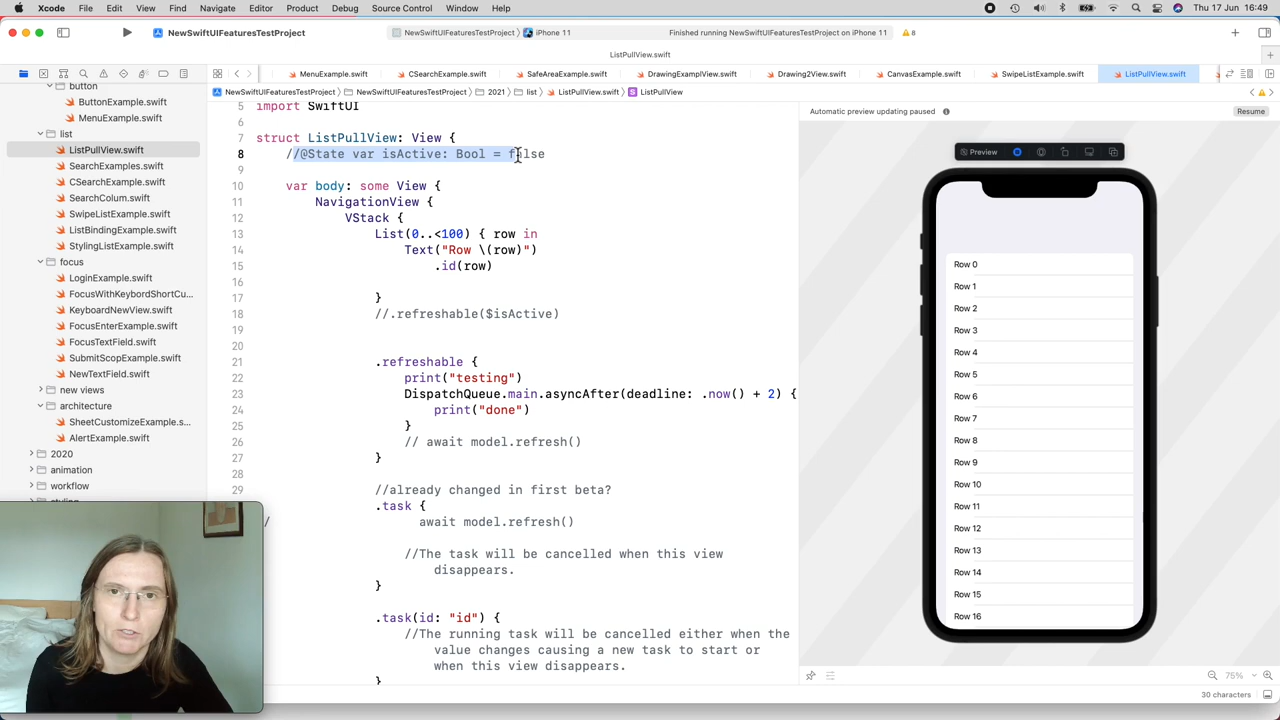 Xcode File Edit View Find Navigate Editor Product Debug Source Control Window Help Thu 17 Jun 16:49
NewSwiftUIFeaturesTestProject NewSwiftUIFeaturesTestProject iPhone 11 Finished running NewSwiftUIFeaturesTestProject on iPhone 11 8
ListPullView.swift
MenuExample.swift CSearchExample.swift SafeAreaExample.swift DrawingExamplView.swift Drawing2View.swift CanvasExample.swift SwipeListExample.swift ListPullView.swift
NewSwiftUIFeaturesTestProject NewSwiftUIFeaturesTestProject 2021 list ListPullView.swift ListPullView
button
ButtonExample.swift
MenuExample.swift
list
ListPullView.swift
SearchExamples.swift
CSearchExample.swift
SearchColum.swift
SwipeListExample.swift
ListBindingExample.swift
StylingListExample.swift
focus
LoginExample.swift
FocusWithKeybordShortCu...
KeyboardNewView.swift
FocusEnterExample.swift
FocusTextField.swift
SubmitScopExample.swift
NewTextField.swift
new views
architecture
SheetCustomizeExample.s...
AlertExample.swift
2020
animation
workflow
5 import SwiftUI
6
7 struct ListPullView: View {
8 //@State var isActive: Bool = false
9
10 var body: some View {
11 NavigationView {
12 VStack {
13 List(0..<100) { row in
14 Text("Row \(row)")
15 .id(row)
16
17 }
18 //.refreshable($isActive)
19
20
21 .refreshable {
22 print("testing")
23 DispatchQueue.main.asyncAfter(deadline: .now() + 2) {
24 print("done")
25 }
26 // await model.refresh()
27 }
28
29 //already changed in first beta?
.task {
/ await model.refresh()
//The task will be cancelled when this view
disappears.
}
.task(id: "id") {
//The running task will be cancelled either when the
value changes causing a new task to start or
when this view disappears.
}
Automatic preview updating paused Resume
Preview
Row 0
Row 1
Row 2
Row 3
Row 4
Row 5
Row 6
Row 7
Row 8
Row 9
Row 10
Row 11
Row 12
Row 13
Row 14
Row 15
Row 16
75%
30 characters